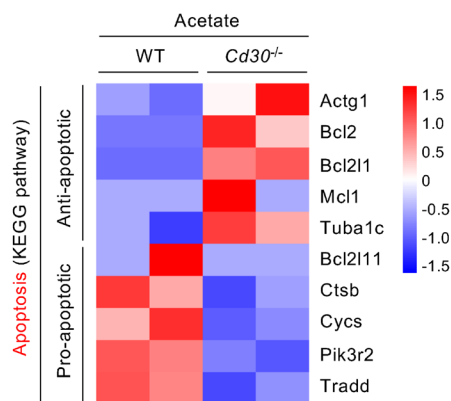 Acetate
WT Cd30-/-
Apoptosis (KEGG pathway)
Anti-apoptotic
Pro-apoptotic
Actg1
Bcl2
Bcl2l1
Mcl1
Tuba1c
Bcl2l11
Ctsb
Cycs
Pik3r2
Tradd
1.5
1.0
0.5
0
-0.5
-1.0
-1.5